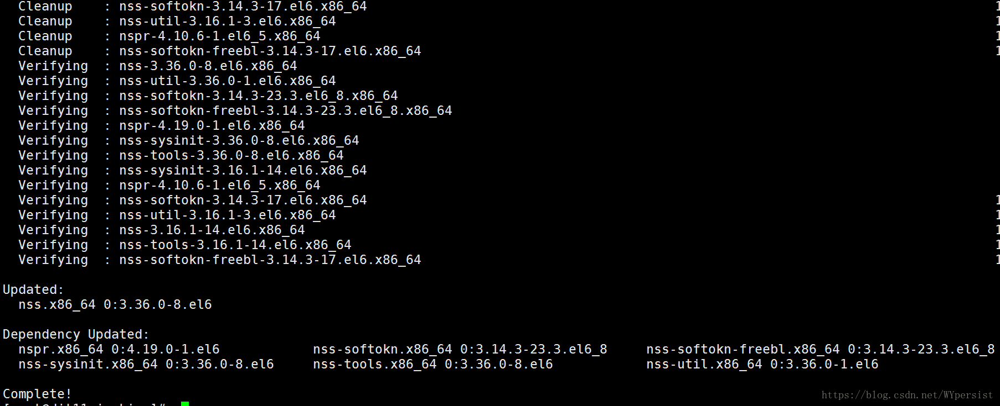 Cleanup : nss-softokn-3.14.3-17.el6.x86_64 1
Cleanup : nss-util-3.16.1-3.el6.x86_64 1
Cleanup : nspr-4.10.6-1.el6_5.x86_64 1
Cleanup : nss-softokn-freebl-3.14.3-17.el6.x86_64 1
Verifying : nss-3.36.0-8.el6.x86_64
Verifying : nss-util-3.36.0-1.el6.x86_64
Verifying : nss-softokn-3.14.3-23.3.el6_8.x86_64
Verifying : nss-softokn-freebl-3.14.3-23.3.el6_8.x86_64
Verifying : nspr-4.19.0-1.el6.x86_64
Verifying : nss-sysinit-3.36.0-8.el6.x86_64
Verifying : nss-tools-3.36.0-8.el6.x86_64
Verifying : nss-sysinit-3.16.1-14.el6.x86_64
Verifying : nspr-4.10.6-1.el6_5.x86_64
Verifying : nss-softokn-3.14.3-17.el6.x86_64 1
Verifying : nss-util-3.16.1-3.el6.x86_64 1
Verifying : nss-3.16.1-14.el6.x86_64 1
Verifying : nss-tools-3.16.1-14.el6.x86_64 1
Verifying : nss-softokn-freebl-3.14.3-17.el6.x86_64 1
Updated:
nss.x86_64 0:3.36.0-8.el6
Dependency Updated:
nspr.x86_64 0:4.19.0-1.el6 nss-softokn.x86_64 0:3.14.3-23.3.el6_8 nss-softokn-freebl.x86_64 0:3.14.3-23.3.el6_8
nss-sysinit.x86_64 0:3.36.0-8.el6 nss-tools.x86_64 0:3.36.0-8.el6 nss-util.x86_64 0:3.36.0-1.el6
Complete!
https://blog.csdn.net/WYpersist